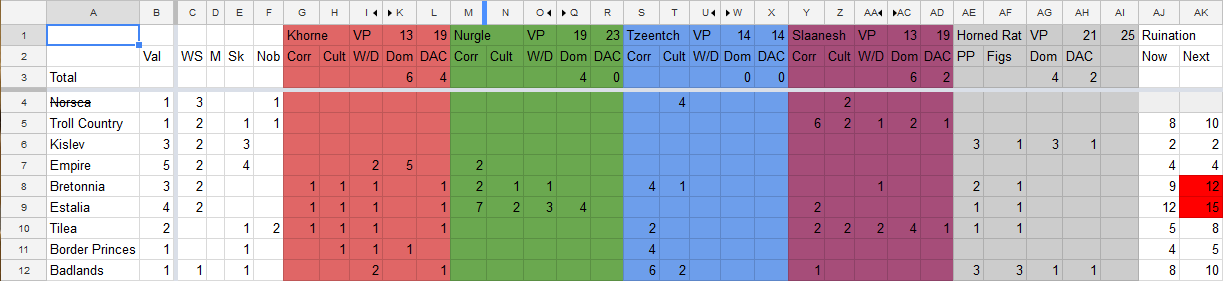 A B C D E F G H I K L M N O Q R S T U W X Y Z AA AC AD AE AF AG AH AI AJ AK
1 Khorne VP 13 19 Nurgle VP 19 23 Tzeentch VP 14 14 Slaanesh VP 13 19 Horned Rat VP 21 25 Ruination
2 Val WS M Sk Nob Corr Cult W/D Dom DAC Corr Cult W/D Dom DAC Corr Cult W/D Dom DAC Corr Cult W/D Dom DAC PP Figs Dom DAC Now Next
3 Total 6 4 4 0 0 0 6 2 4 2
4 Norsca 1 3 1 4 2
5 Troll Country 1 2 1 1 6 2 1 2 1 8 10
6 Kislev 3 2 3 3 1 3 1 2 2
7 Empire 5 2 4 2 5 2 4 4
8 Bretonnia 3 2 1 1 1 1 2 1 1 4 1 1 2 1 9 12
9 Estalia 4 2 1 1 1 1 7 2 3 4 2 1 1 12 15
10 Tilea 2 1 2 1 1 1 1 2 2 2 2 4 1 1 1 5 8
11 Border Princes 1 1 1 1 1 4 4 5
12 Badlands 1 1 1 2 1 6 2 1 3 3 1 1 8 10